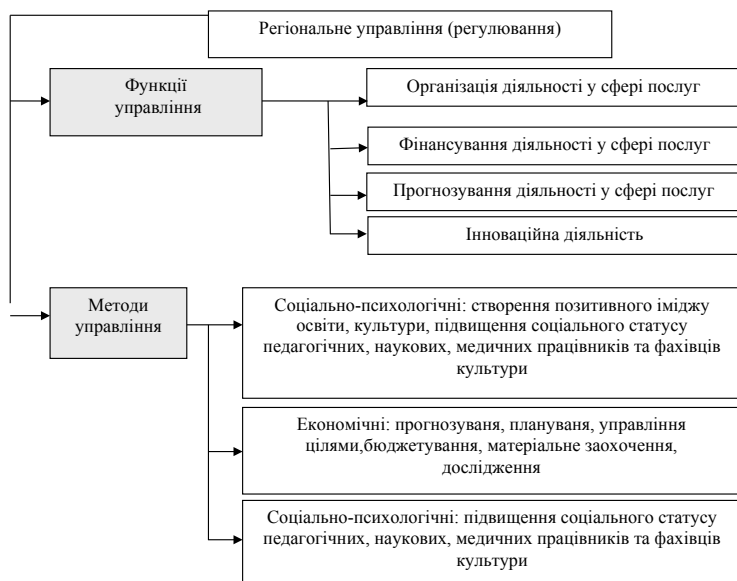 Регіональне управління (регулювання)
Функції
управління
Організація діяльності у сфері послуг
Фінансування діяльності у сфері послуг
Прогнозування діяльності у сфері послуг
Інноваційна діяльність
Методи
управління
Соціально-психологічні: створення позитивного іміджу
освіти, культури, підвищення соціального статусу
педагогічних, наукових, медичних працівників та фахівців
культури
Економічні: прогнозуваня, плануваня, управління
цілями,бюджетування, матеріальне заохочення,
дослідження
Соціально-психологічні: підвищення соціального статусу
педагогічних, наукових, медичних працівників та фахівців
культури